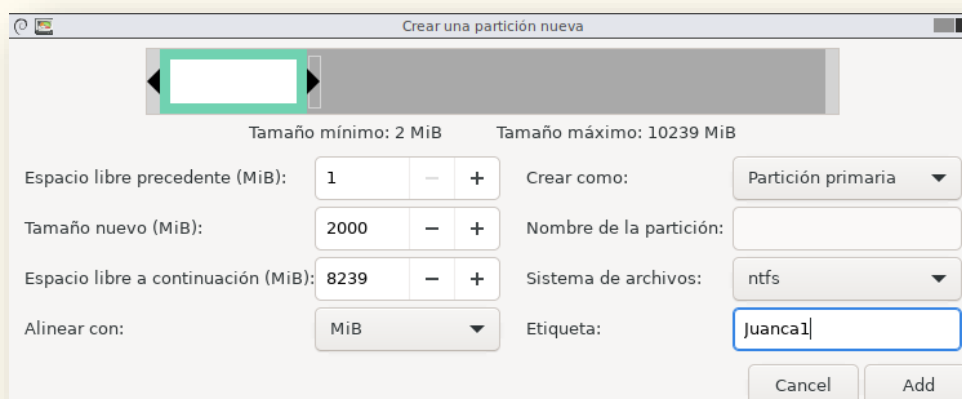 Crear una partición nueva
Tamaño mínimo: 2 MiB Tamaño máximo: 10239 MiB
Espacio libre precedente (MiB): 1 − + Crear como: Partición primaria
Tamaño nuevo (MiB): 2000 − + Nombre de la partición:
Espacio libre a continuación (MiB): 8239 − + Sistema de archivos: ntfs
Alinear con: MiB Etiqueta: Juanca1
Cancel Add